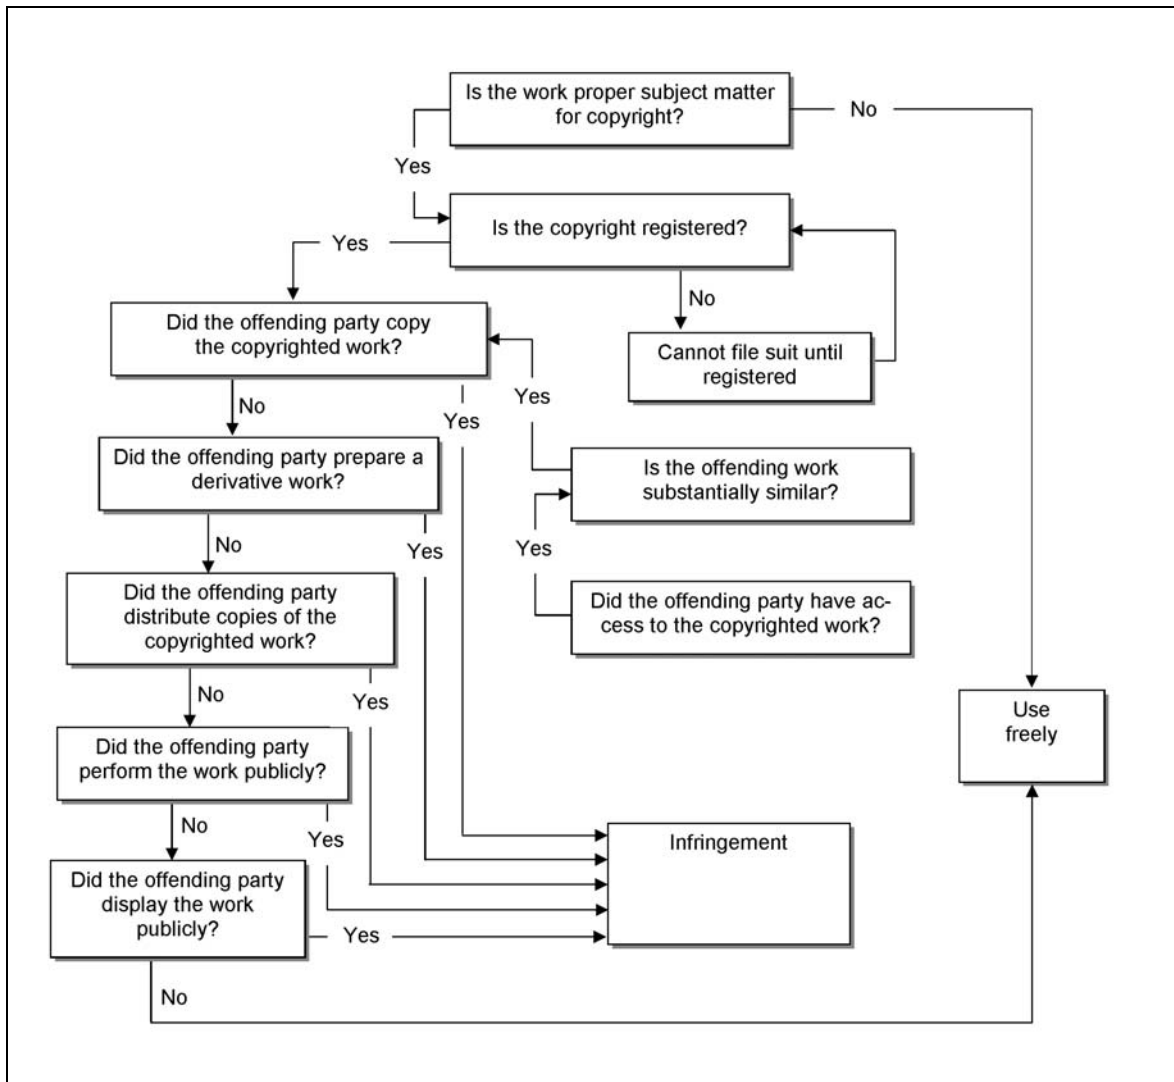 Is the work proper subject matter
for copyright?
No
Yes
Is the copyright registered?
Yes
No
Did the offending party copy
the copyrighted work?
Cannot file suit until
registered
Yes
Yes
No
Did the offending party prepare a
derivative work?
Is the offending work
substantially similar?
No
Yes
Yes
Did the offending party
distribute copies of the
copyrighted work?
Did the offending party have ac-
cess to the copyrighted work?
No
Yes
Use
freely
Did the offending party
perform the work publicly?
No
Yes
Infringement
Did the offending party
display the work
publicly?
Yes
No